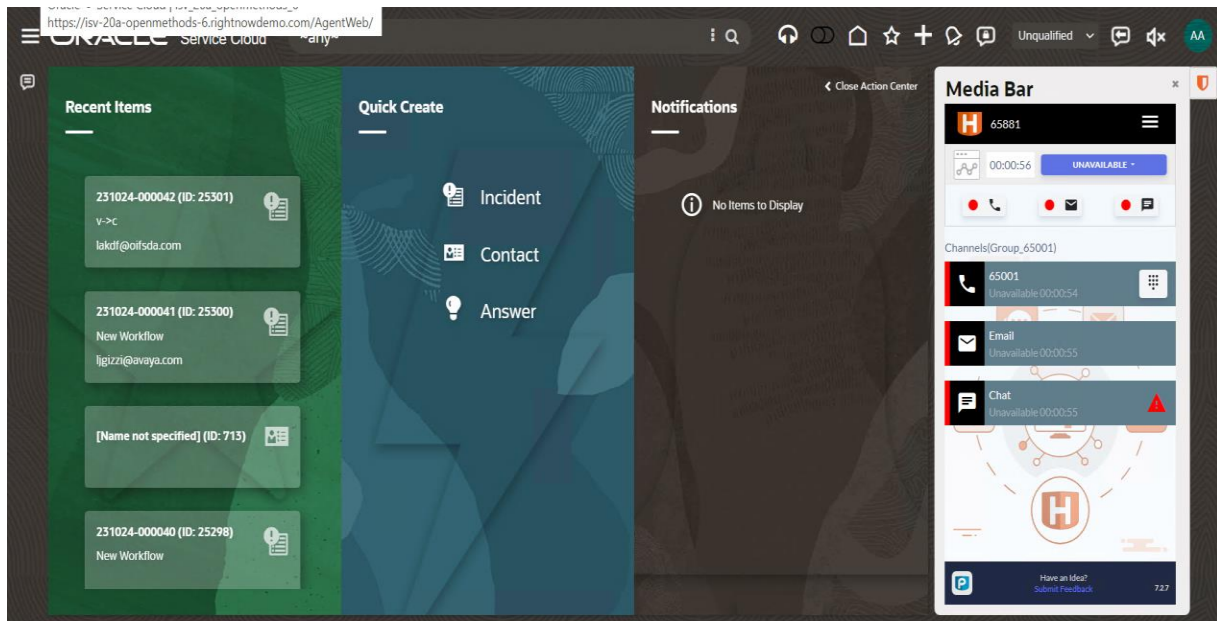 https://isv-20a-openmethods-6.rightnowdemo.com/AgentWeb/
ORACLE Service Cloud
~any~
Unqualified
AA
Recent Items
231024-000042 (ID: 25301)
v->c
lakdf@oifsda.com
231024-000041 (ID: 25300)
New Workflow
ljgizzi@avaya.com
[Name not specified] (ID: 713)
231024-000040 (ID: 25298)
New Workflow
Quick Create
Incident
Contact
Answer
Close Action Center
Notifications
No Items to Display
Media Bar
x
H 65881
00:00:56 UNAVAILABLE
Channels(Group_65001)
65001
Unavailable 00:00:54
Email
Unavailable 00:00:55
Chat
Unavailable 00:00:55
H
P
Have an Idea?
Submit Feedback
7.2.7